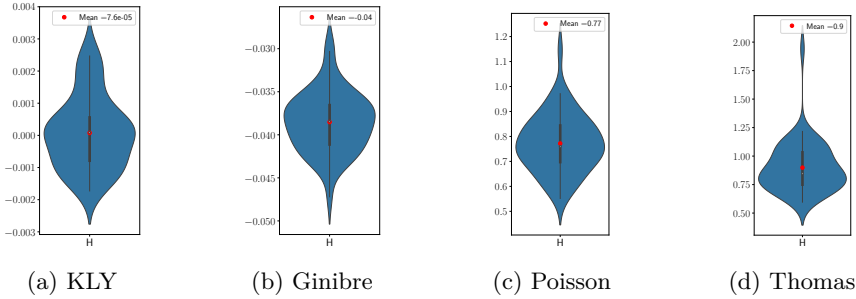 Mean −7.6e-05
0.004
0.003
0.002
0.001
0.000
−0.001
−0.002
−0.003
H
(a) KLY
Mean −-0.04
−0.030
−0.035
−0.040
−0.045
−0.050
H
(b) Ginibre
Mean −0.77
1.2
1.1
1.0
0.9
0.8
0.7
0.6
0.5
H
(c) Poisson
Mean −0.9
2.00
1.75
1.50
1.25
1.00
0.75
0.50
H
(d) Thomas